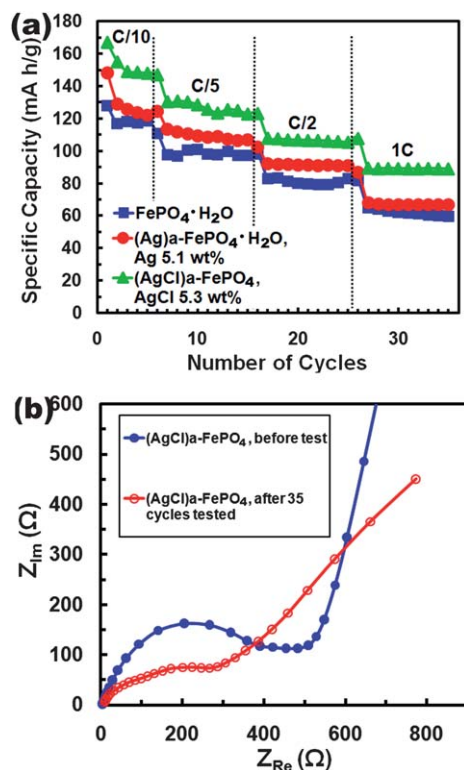 (a)
180
160
140
120
100
80
60
40
20
0
Specific Capacity (mA h/g)
C/10
C/5
C/2
1C
FePO₄·H₂O
(Ag)a-FePO₄·H₂O,
Ag 5.1 wt%
(AgCl)a-FePO₄,
AgCl 5.3 wt%
0 10 20 30
Number of Cycles
(b)
600
500
400
300
200
100
0
Z_Im (Ω)
(AgCl)a-FePO₄, before test
(AgCl)a-FePO₄, after 35
cycles tested
0 200 400 600 800
Z_Re (Ω)